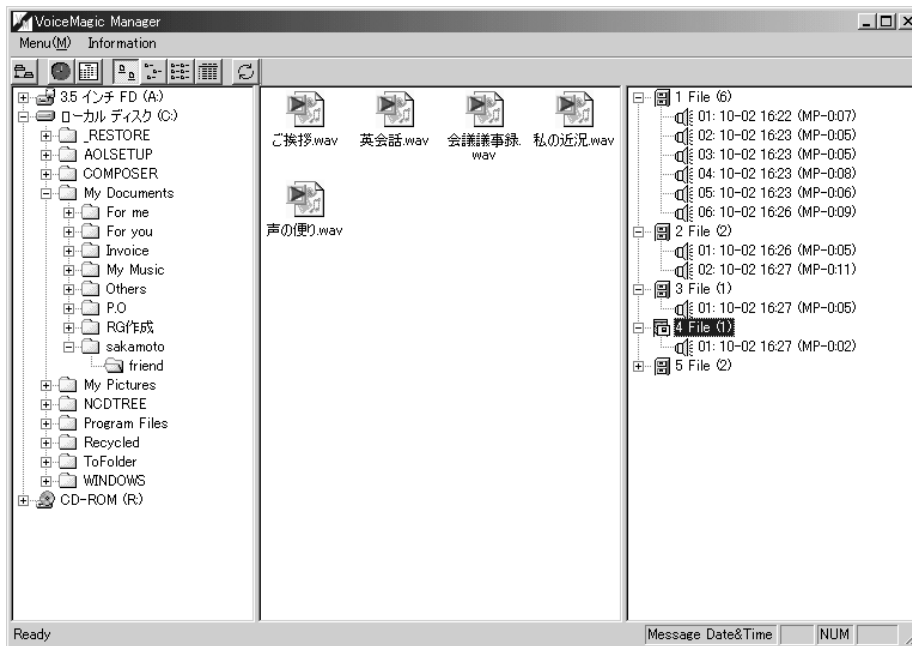 VoiceMagic Manager
Menu(M) Information
3.5 インチ FD (A:)
ローカル ディスク (C:)
_RESTORE
AOLSETUP
COMPOSER
My Documents
For me
For you
Invoice
My Music
Others
P.O
RG作成
sakamoto
friend
My Pictures
NCDTREE
Program Files
Recycled
ToFolder
WINDOWS
CD-ROM (R:)
ご挨拶.wav
英会話.wav
会議議事録.
wav
私の近況.wav
声の便り.wav
1 File (6)
01: 10-02 16:22 (MP-0:07)
02: 10-02 16:23 (MP-0:05)
03: 10-02 16:23 (MP-0:05)
04: 10-02 16:23 (MP-0:08)
05: 10-02 16:23 (MP-0:06)
06: 10-02 16:26 (MP-0:09)
2 File (2)
01: 10-02 16:26 (MP-0:05)
02: 10-02 16:27 (MP-0:11)
3 File (1)
01: 10-02 16:27 (MP-0:05)
4 File (1)
01: 10-02 16:27 (MP-0:02)
5 File (2)
Ready
Message Date&Time
NUM